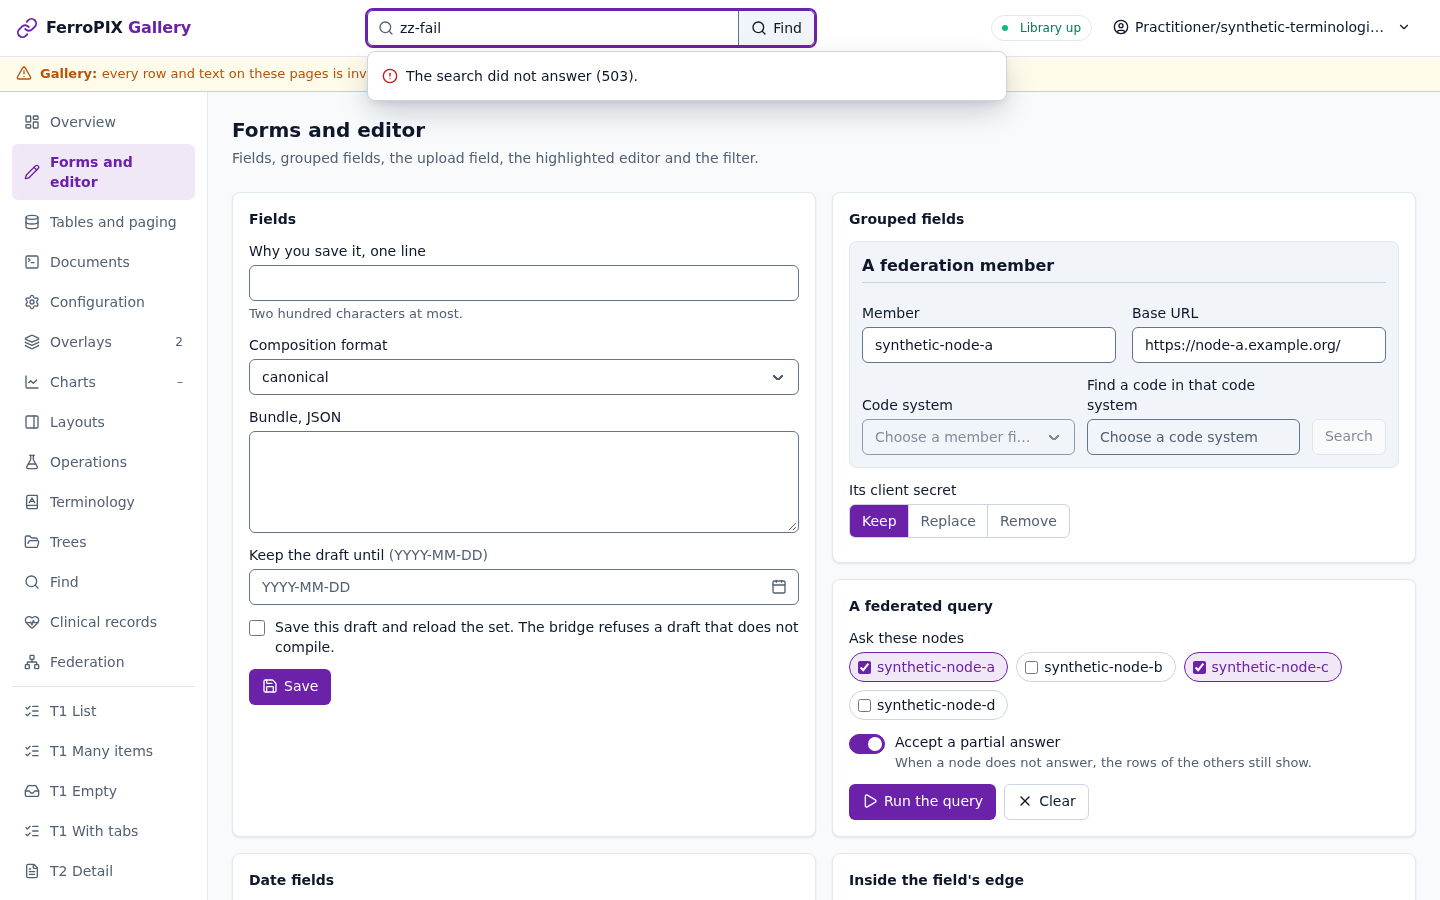 FerroPIX Gallery
zz-fail
Find
Library up
Practitioner/synthetic-terminologi...
Gallery: every row and text on these pages is inv
The search did not answer (503).
Overview
Forms and
editor
Tables and paging
Documents
Configuration
Overlays 2
Charts –
Layouts
Operations
Terminology
Trees
Find
Clinical records
Federation
T1 List
T1 Many items
T1 Empty
T1 With tabs
T2 Detail
Forms and editor
Fields, grouped fields, the upload field, the highlighted editor and the filter.
Fields
Why you save it, one line
Two hundred characters at most.
Composition format
canonical
Bundle, JSON
Keep the draft until (YYYY-MM-DD)
YYYY-MM-DD
Save this draft and reload the set. The bridge refuses a draft that does not
compile.
Save
Grouped fields
A federation member
Member
Base URL
synthetic-node-a
https://node-a.example.org/
Code system
Find a code in that code
system
Choose a member fi...
Choose a code system
Search
Its client secret
Keep
Replace
Remove
A federated query
Ask these nodes
synthetic-node-a
synthetic-node-b
synthetic-node-c
synthetic-node-d
Accept a partial answer
When a node does not answer, the rows of the others still show.
Run the query
Clear
Date fields
Inside the field's edge